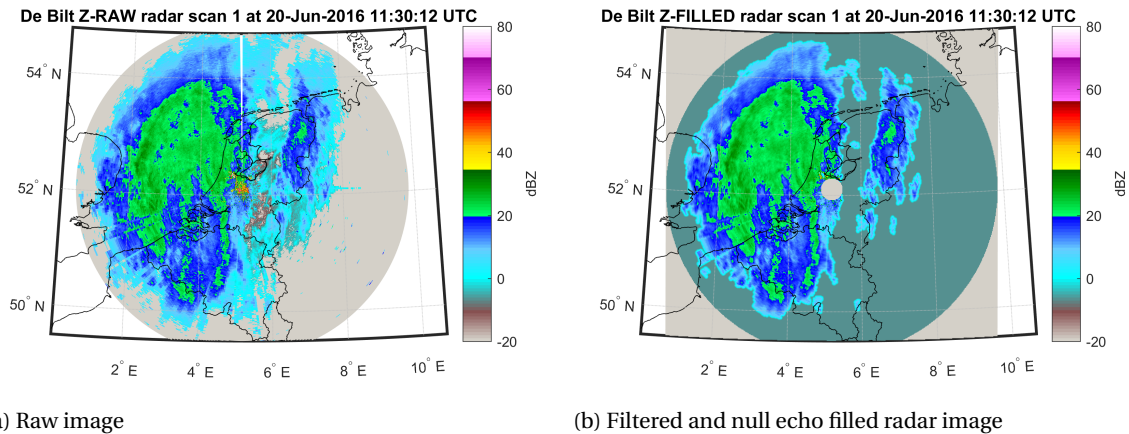 De Bilt Z-RAW radar scan 1 at 20-Jun-2016 11:30:12 UTC
54° N
52° N
50° N
2° E
4° E
6° E
8° E
10° E
80
60
40
20
0
-20
dBZ
) Raw image
De Bilt Z-FILLED radar scan 1 at 20-Jun-2016 11:30:12 UTC
54° N
52° N
50° N
2° E
4° E
6° E
8° E
10° E
80
60
40
20
0
-20
dBZ
(b) Filtered and null echo filled radar image